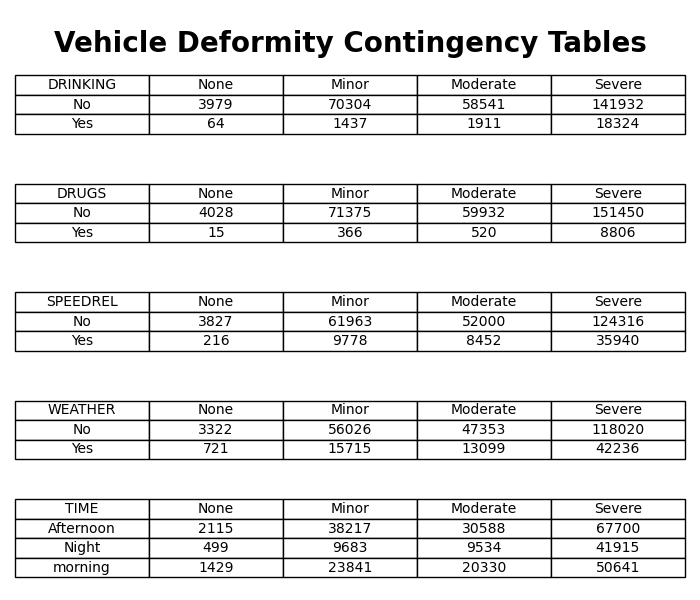 Vehicle Deformity Contingency Tables
DRINKING None Minor Moderate Severe
No 3979 70304 58541 141932
Yes 64 1437 1911 18324
DRUGS None Minor Moderate Severe
No 4028 71375 59932 151450
Yes 15 366 520 8806
SPEEDREL None Minor Moderate Severe
No 3827 61963 52000 124316
Yes 216 9778 8452 35940
WEATHER None Minor Moderate Severe
No 3322 56026 47353 118020
Yes 721 15715 13099 42236
TIME None Minor Moderate Severe
Afternoon 2115 38217 30588 67700
Night 499 9683 9534 41915
morning 1429 23841 20330 50641